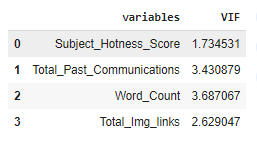 variables VIF
0 Subject_Hotness_Score 1.734531
1 Total_Past_Communications 3.430879
2 Word_Count 3.687067
3 Total_Img_links 2.629047